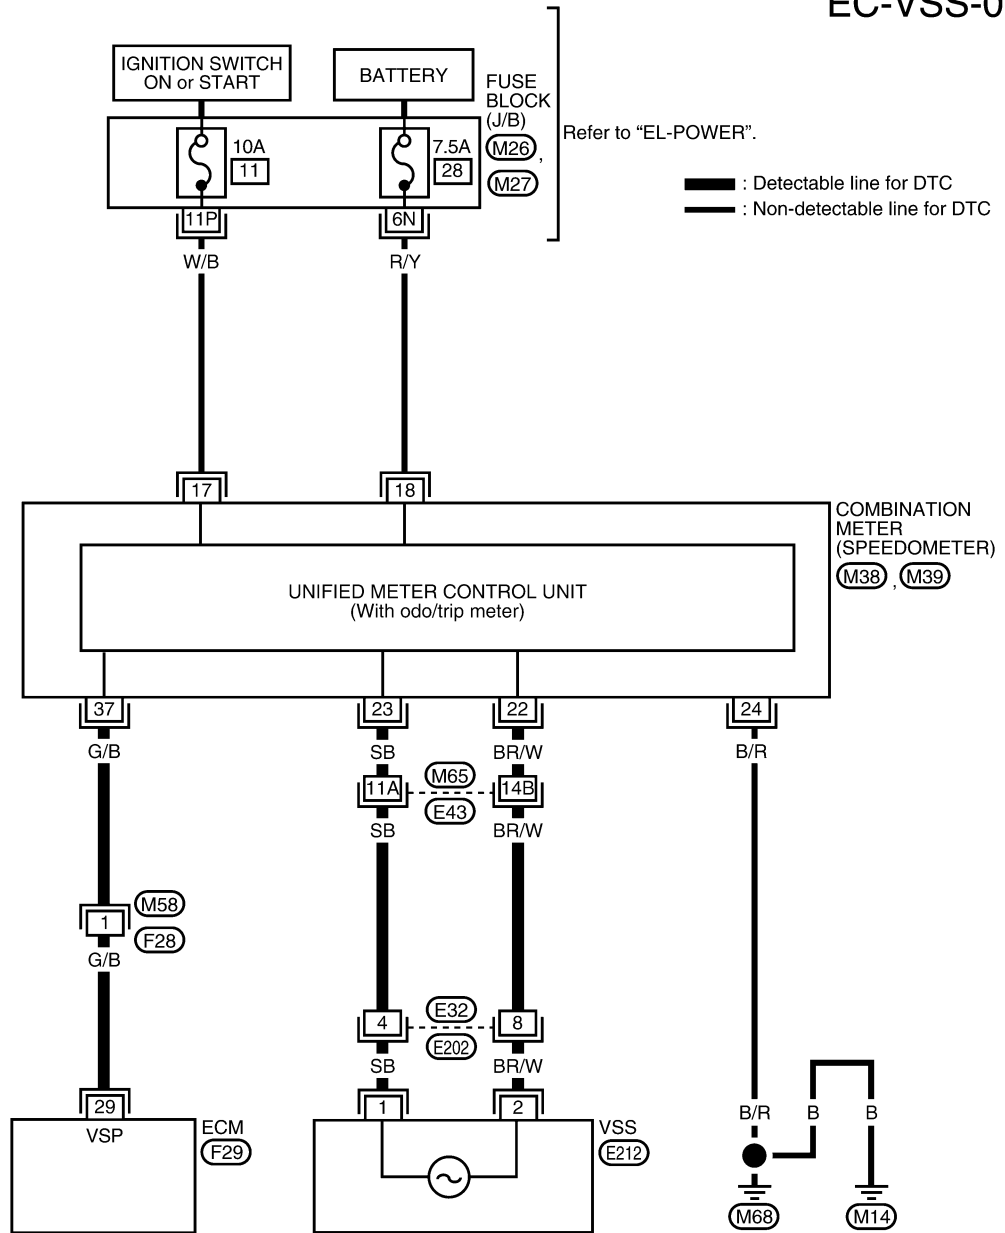 EC-VSS-0
IGNITION SWITCH
ON or START
BATTERY
FUSE
BLOCK
(J/B)
M26 ,
M27
Refer to “EL-POWER”.
10A
11
7.5A
28
: Detectable line for DTC
: Non-detectable line for DTC
11P
6N
W/B
R/Y
17
18
COMBINATION
METER
(SPEEDOMETER)
M38 , M39
UNIFIED METER CONTROL UNIT
(With odo/trip meter)
37
23
22
24
G/B
SB
BR/W
B/R
11A
M65
E43
14B
SB
BR/W
1
M58
F28
G/B
4
E32
E202
8
SB
BR/W
29
VSP
ECM
F29
1
2
VSS
E212
B/R
B
B
M68
M14